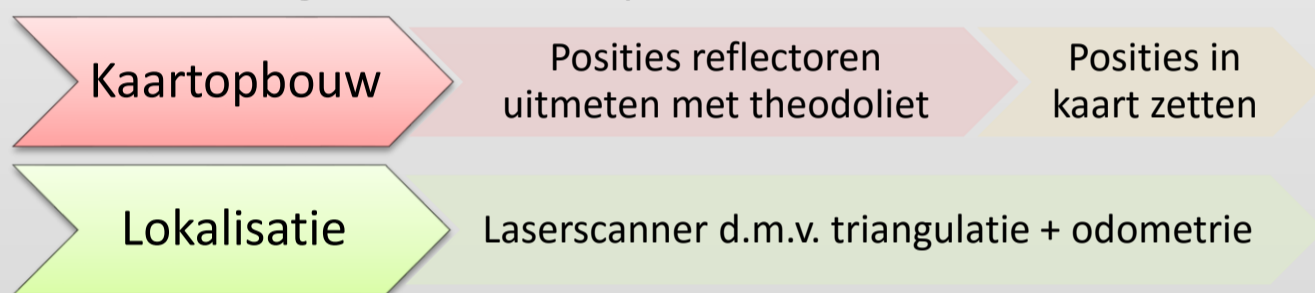 Kaartopbouw
Posities reflectoren
uitmeten met theodoliet
Posities in
kaart zetten
Lokalisatie
Laserscanner d.m.v. triangulatie + odometrie